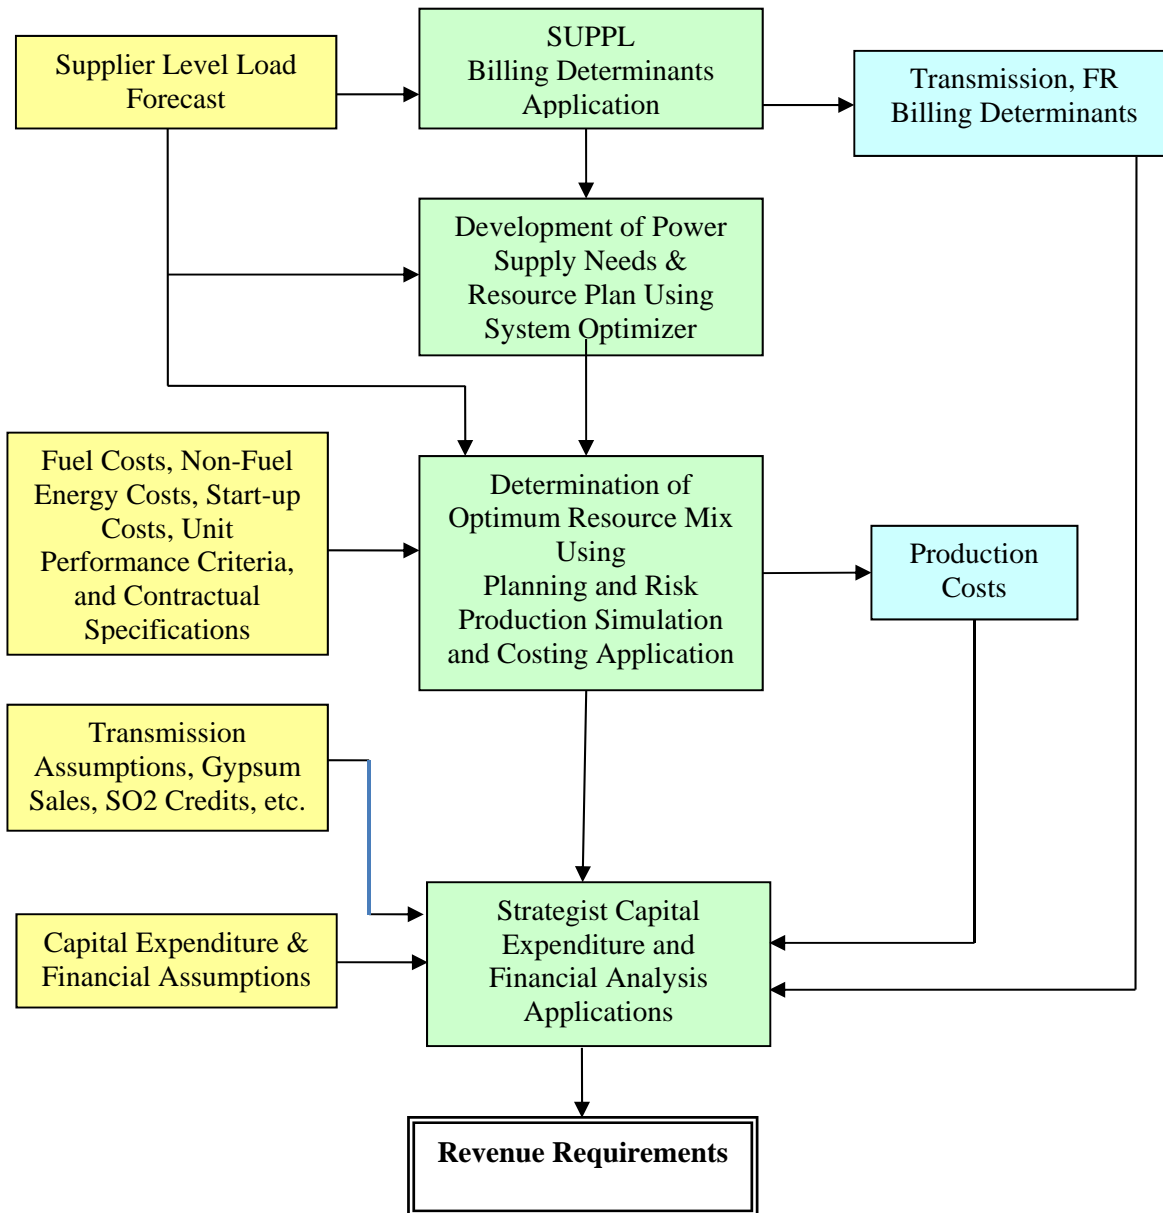 Supplier Level Load
Forecast
SUPPL
Billing Determinants
Application
Transmission, FR
Billing Determinants
Development of Power
Supply Needs &
Resource Plan Using
System Optimizer
Fuel Costs, Non-Fuel
Energy Costs, Start-up
Costs, Unit
Performance Criteria,
and Contractual
Specifications
Determination of
Optimum Resource Mix
Using
Planning and Risk
Production Simulation
and Costing Application
Production
Costs
Transmission
Assumptions, Gypsum
Sales, SO2 Credits, etc.
Capital Expenditure &
Financial Assumptions
Strategist Capital
Expenditure and
Financial Analysis
Applications
Revenue Requirements